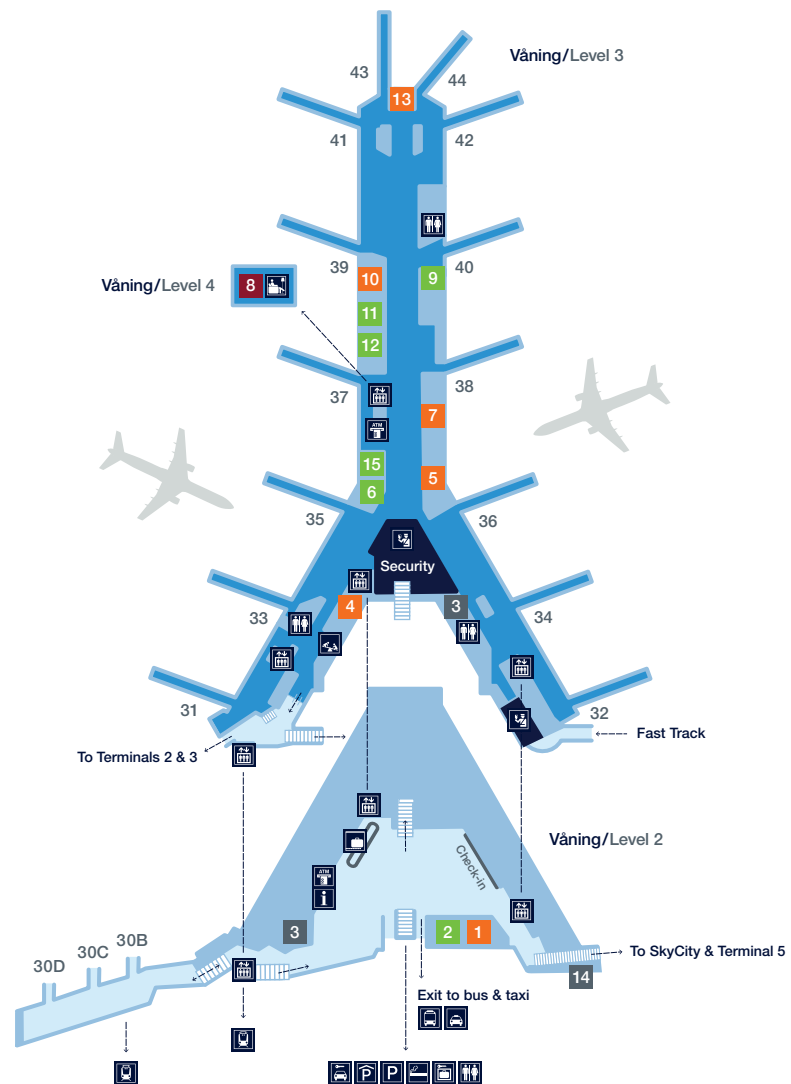 Våning/Level 3
43
44
13
41
42
39
40
Våning/Level 4
8
10
9
11
12
37
38
7
ATM
15
5
6
35
36
Security
33
4
3
34
31
32
Fast Track
To Terminals 2 & 3
Våning/Level 2
Check-in
ATM
i
3
2
1
30B
30C
30D
To SkyCity & Terminal 5
14
Exit to bus & taxi
P
P